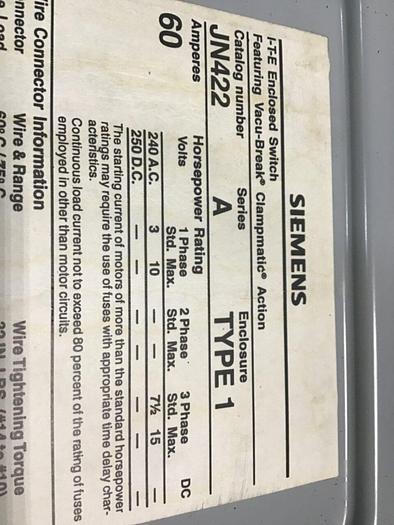 SIEMENS
I-T-E Enclosed Switch
Featuring Vacu-Break® Clampmatic® Action
Catalog number Series Enclosure
JN422 A TYPE 1
Amperes Horsepower Rating
60 Volts 1 Phase 2 Phase 3 Phase DC
Std. Max. Std. Max. Std. Max.
240 A.C. 3 10 — — 7½ 15 —
250 D.C. — — — — — — —
The starting current of motors of more than the standard horsepower
ratings may require the use of fuses with appropriate time delay char-
acteristics.
Continuous load current not to exceed 80 percent of the rating of fuses
employed in other than motor circuits.
ire Connector Information
nnector Wire & Range Wire Tightening Torque
Load 60°C/75°C